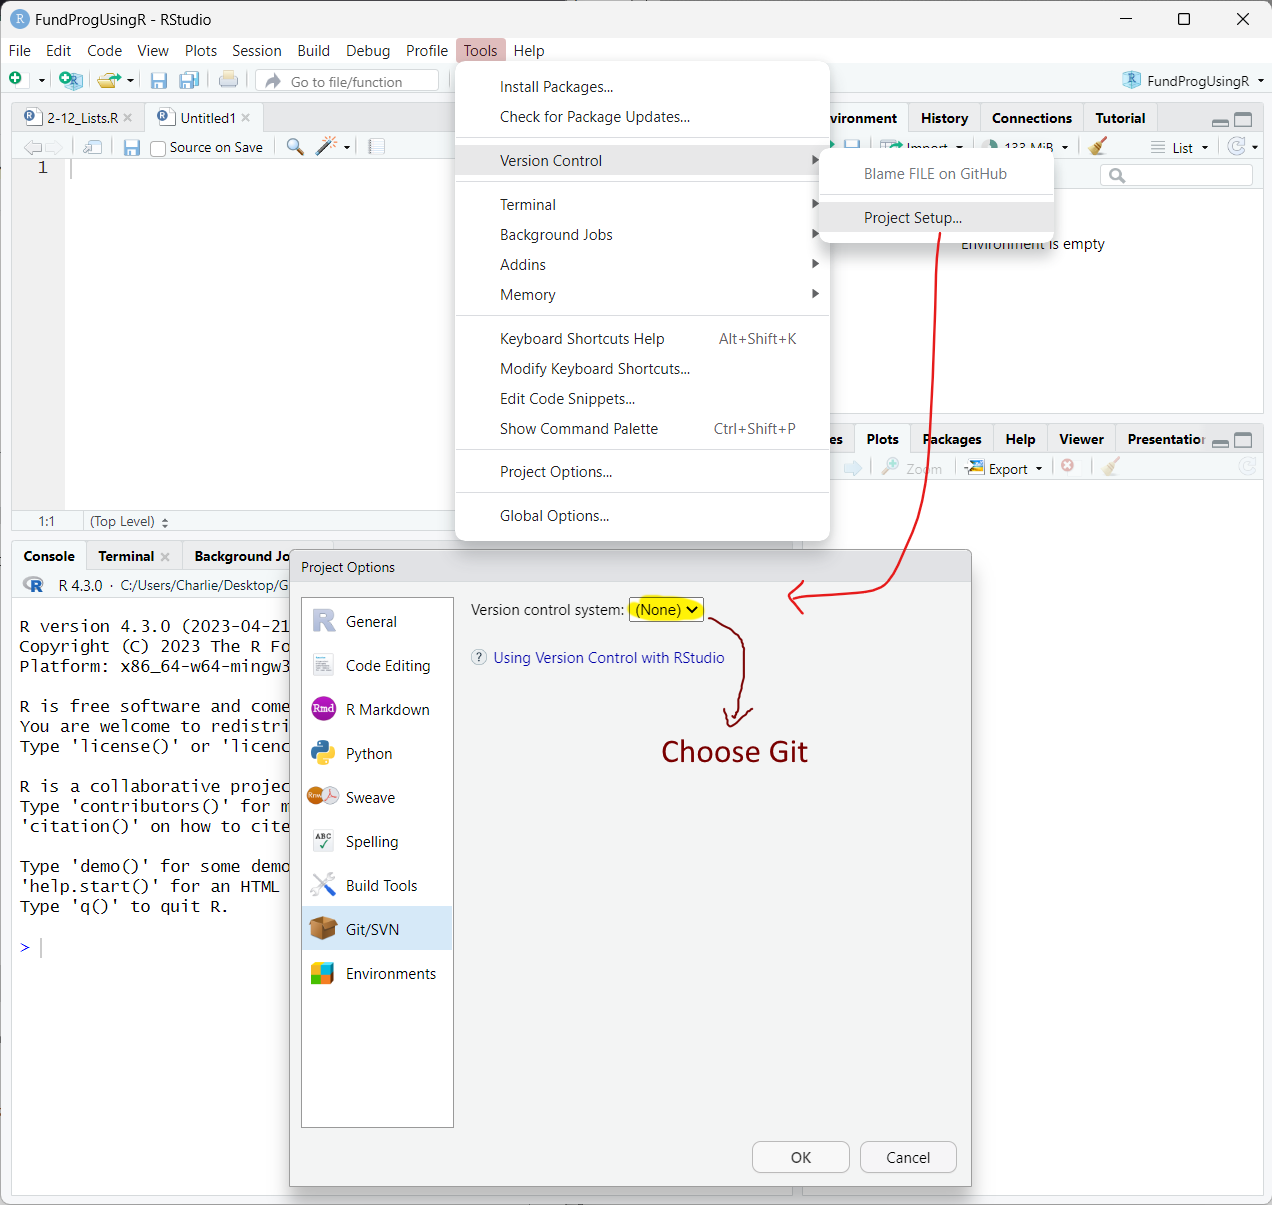 FundProgUsingR - RStudio
File Edit Code View Plots Session Build Debug Profile Tools Help
Go to file/function
FundProgUsingR
Install Packages...
Check for Package Updates...
Version Control
Terminal
Background Jobs
Addins
Memory
Keyboard Shortcuts Help Alt+Shift+K
Modify Keyboard Shortcuts...
Edit Code Snippets...
Show Command Palette Ctrl+Shift+P
Project Options...
Global Options...
Blame FILE on GitHub
Project Setup...
2-12_Lists.R Untitled1
Source on Save
1
1:1 (Top Level)
vironment History Connections Tutorial
Import 133 MiB List
Environment is empty
es Plots Packages Help Viewer Presentation
Zoom Export
Console Terminal Background Jo
R 4.3.0 · C:/Users/Charlie/Desktop/G
R version 4.3.0 (2023-04-21
Copyright (C) 2023 The R Fo
Platform: x86_64-w64-mingw3
R is free software and come
You are welcome to redistri
Type 'license()' or 'licenc
R is a collaborative projec
Type 'contributors()' for m
'citation()' on how to cite
Type 'demo()' for some demo
'help.start()' for an HTML
Type 'q()' to quit R.
>
Project Options
General
Code Editing
Rmd R Markdown
Python
Sweave
ABC Spelling
Build Tools
Git/SVN
Environments
Version control system: (None)
? Using Version Control with RStudio
Choose Git
OK Cancel